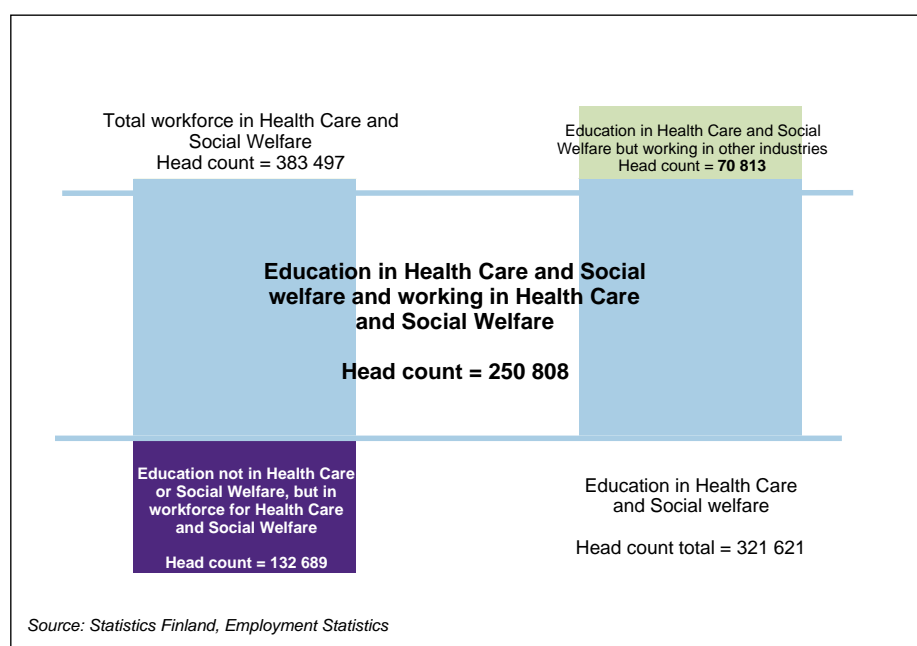 Total workforce in Health Care and
Social Welfare
Head count = 383 497
Education in Health Care and Social
Welfare but working in other industries
Head count = 70 813
Education in Health Care and Social
welfare and working in Health Care
and Social Welfare
Head count = 250 808
Education not in Health Care
or Social Welfare, but in
workforce for Health Care
and Social Welfare
Head count = 132 689
Education in Health Care
and Social welfare
Head count total = 321 621
Source: Statistics Finland, Employment Statistics